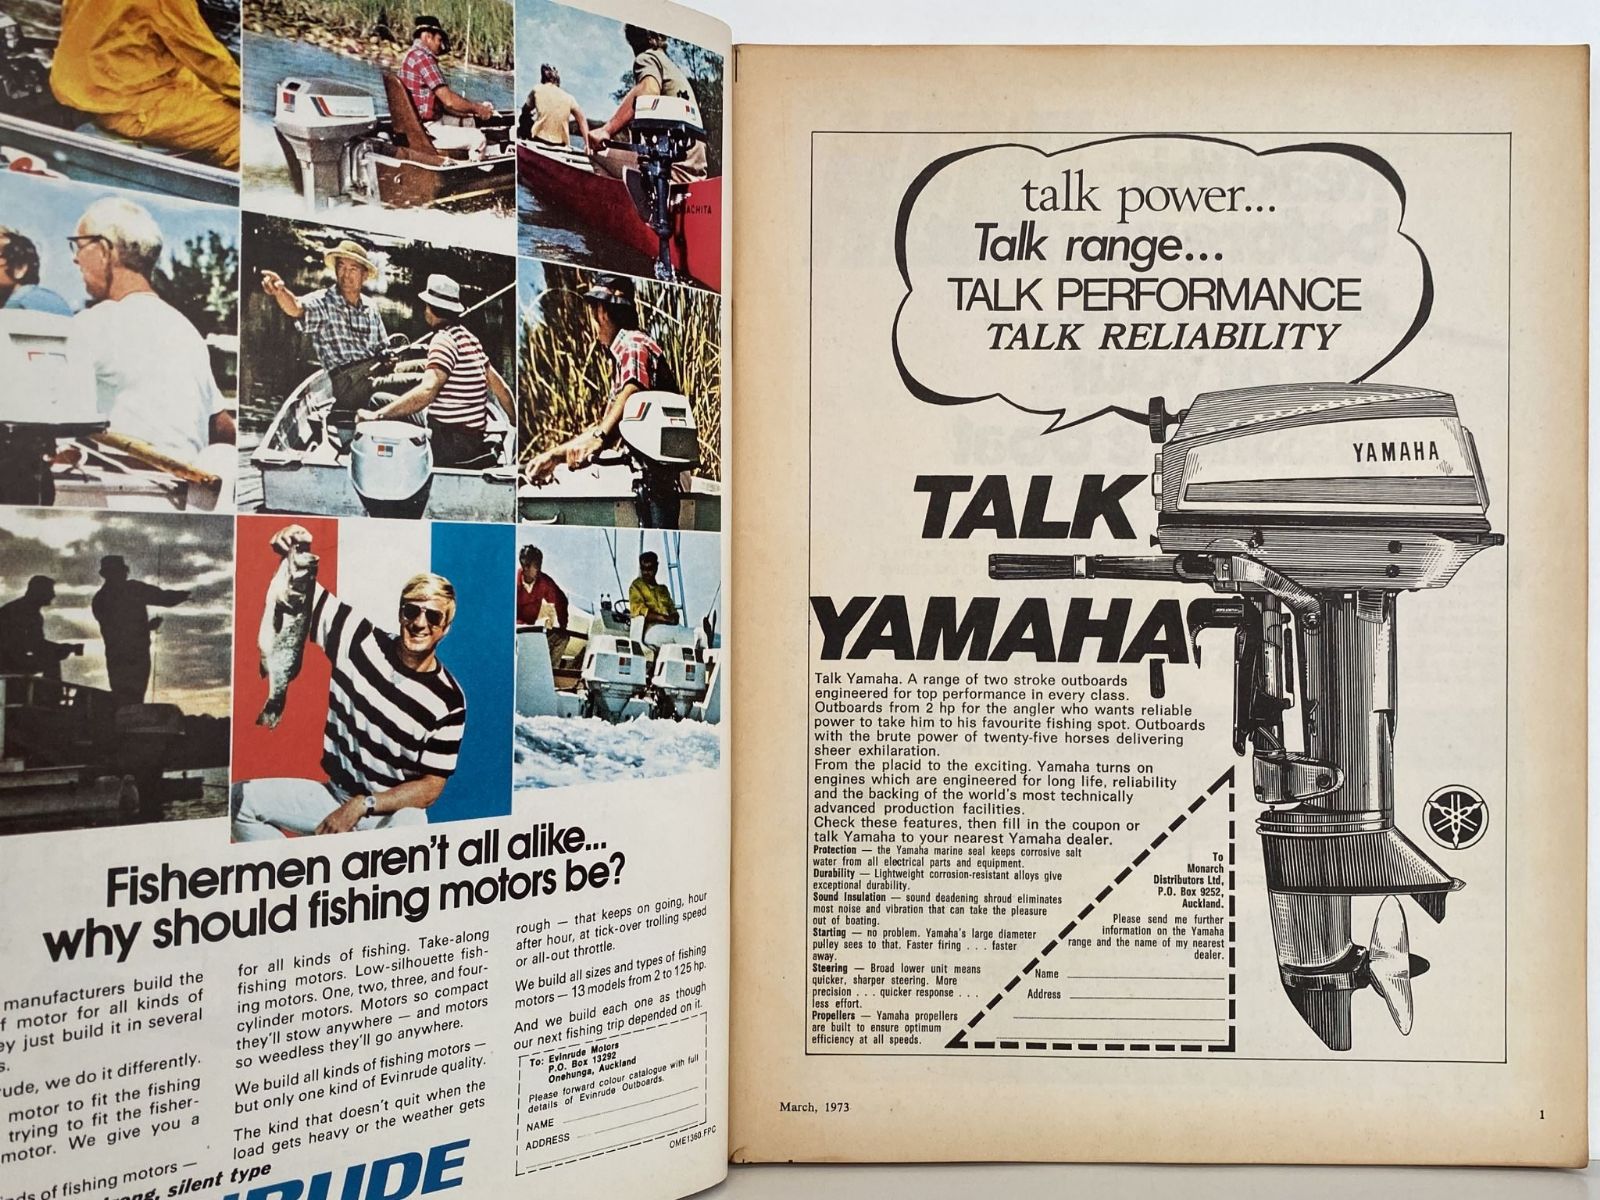 Fishermen aren't all alike...
why should fishing motors be?
manufacturers build the
motor for all kinds of
just build it in several
we do it differently.
motor to fit the fishing
trying to fit the fisher-
motor. We give you a
of fishing motors —
silent type
for all kinds of fishing. Take-along
fishing motors. Low-silhouette fish-
ing motors. One, two, three, and four-
cylinder motors. Motors so compact
they'll stow anywhere — and motors
so weedless they'll go anywhere.
We build all kinds of fishing motors —
but only one kind of Evinrude quality.
The kind that doesn't quit when the
load gets heavy or the weather gets
rough — that keeps on going, hour
after hour, at tick-over trolling speed
or all-out throttle.
We build all sizes and types of fishing
motors — 13 models from 2 to 125 hp.
And we build each one as though
our next fishing trip depended on it.
To: Evinrude Motors
P.O. Box 13292
Onehunga, Auckland
Please forward colour catalogue with full
details of Evinrude Outboards.
NAME
ADDRESS
OME1360.FPC
talk power...
Talk range...
TALK PERFORMANCE
TALK RELIABILITY
YAMAHA
TALK
YAMAHA
Talk Yamaha. A range of two stroke outboards
engineered for top performance in every class.
Outboards from 2 hp for the angler who wants reliable
power to take him to his favourite fishing spot. Outboards
with the brute power of twenty-five horses delivering
sheer exhilaration.
From the placid to the exciting. Yamaha turns on
engines which are engineered for long life, reliability
and the backing of the world's most technically
advanced production facilities.
Check these features, then fill in the coupon or
talk Yamaha to your nearest Yamaha dealer.
Protection — the Yamaha marine seal keeps corrosive salt
water from all electrical parts and equipment.
Durability — Lightweight corrosion-resistant alloys give
exceptional durability.
Sound Insulation — sound deadening shroud eliminates
most noise and vibration that can take the pleasure
out of boating.
Starting — no problem. Yamaha's large diameter
pulley sees to that. Faster firing . . . faster
away.
Steering — Broad lower unit means
quicker, sharper steering. More
precision . . . quicker response . . .
less effort.
Propellers — Yamaha propellers
are built to ensure optimum
efficiency at all speeds.
To
Monarch
Distributors Ltd,
P.O. Box 9252,
Auckland.
Please send me further
information on the Yamaha
range and the name of my nearest
dealer.
Name
Address
March, 1973
1